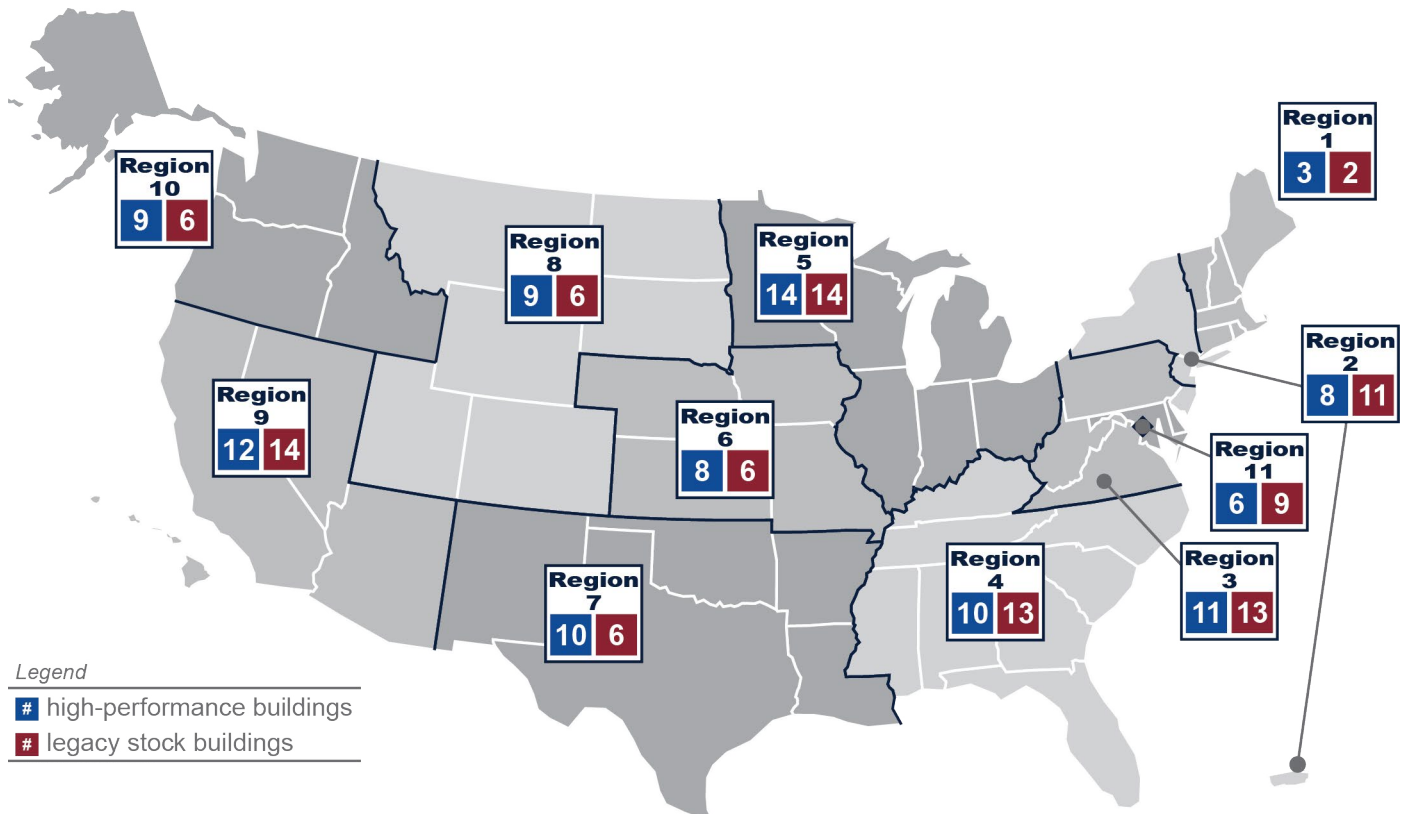 Region
1
3 2
Region
10
9 6
Region
8
9 6
Region
5
14 14
Region
2
8 11
Region
9
12 14
Region
6
8 6
Region
11
6 9
Region
3
11 13
Region
4
10 13
Region
7
10 6
Legend
# high-performance buildings
# legacy stock buildings